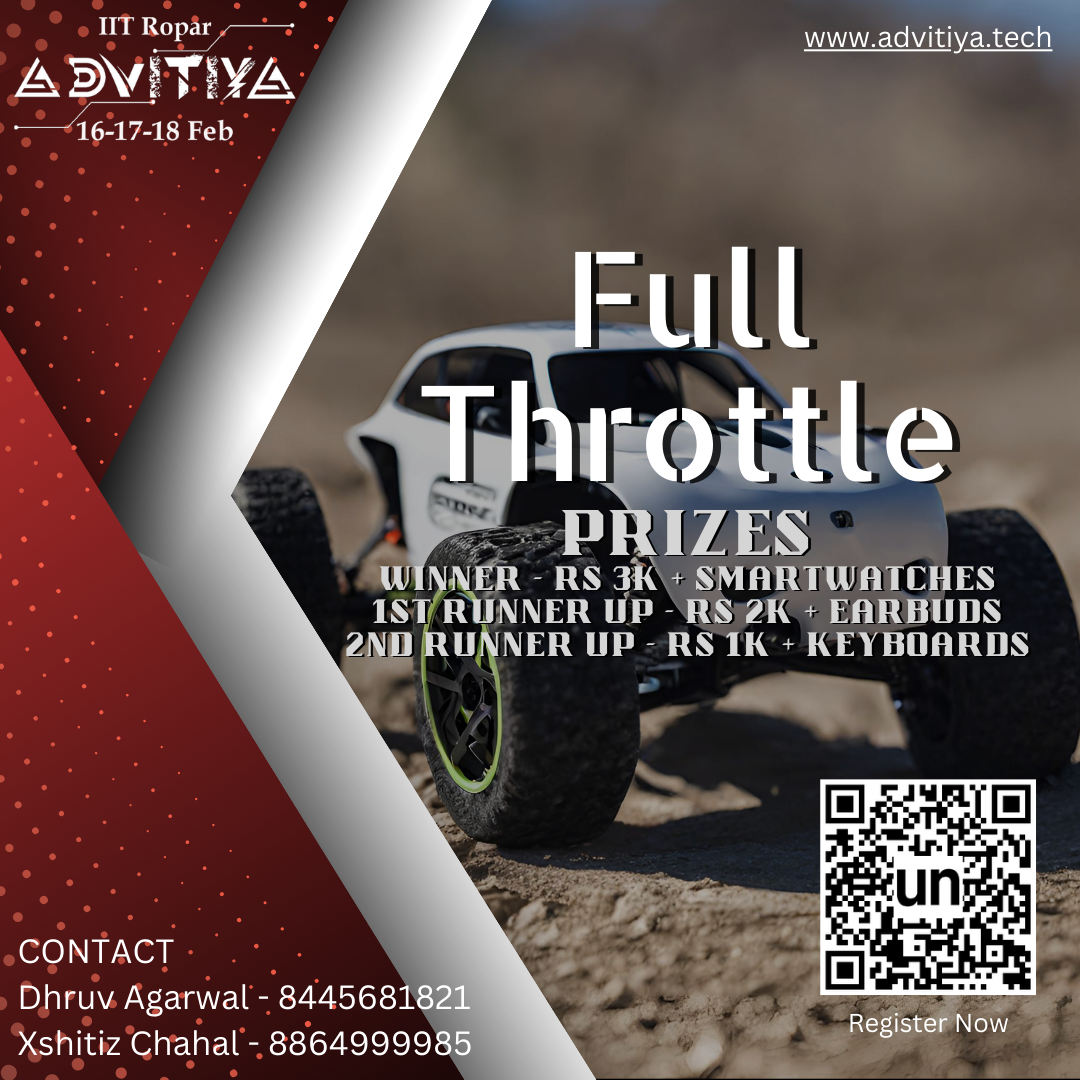 IIT Ropar
ADVITIYA
16-17-18 Feb
www.advitiya.tech
Full
Throttle
PRIZES
WINNER - RS 3K + SMARTWATCHES
1ST RUNNER UP - RS 2K + EARBUDS
2ND RUNNER UP - RS 1K + KEYBOARDS
un
Register Now
CONTACT
Dhruv Agarwal - 8445681821
Xshitiz Chahal - 8864999985